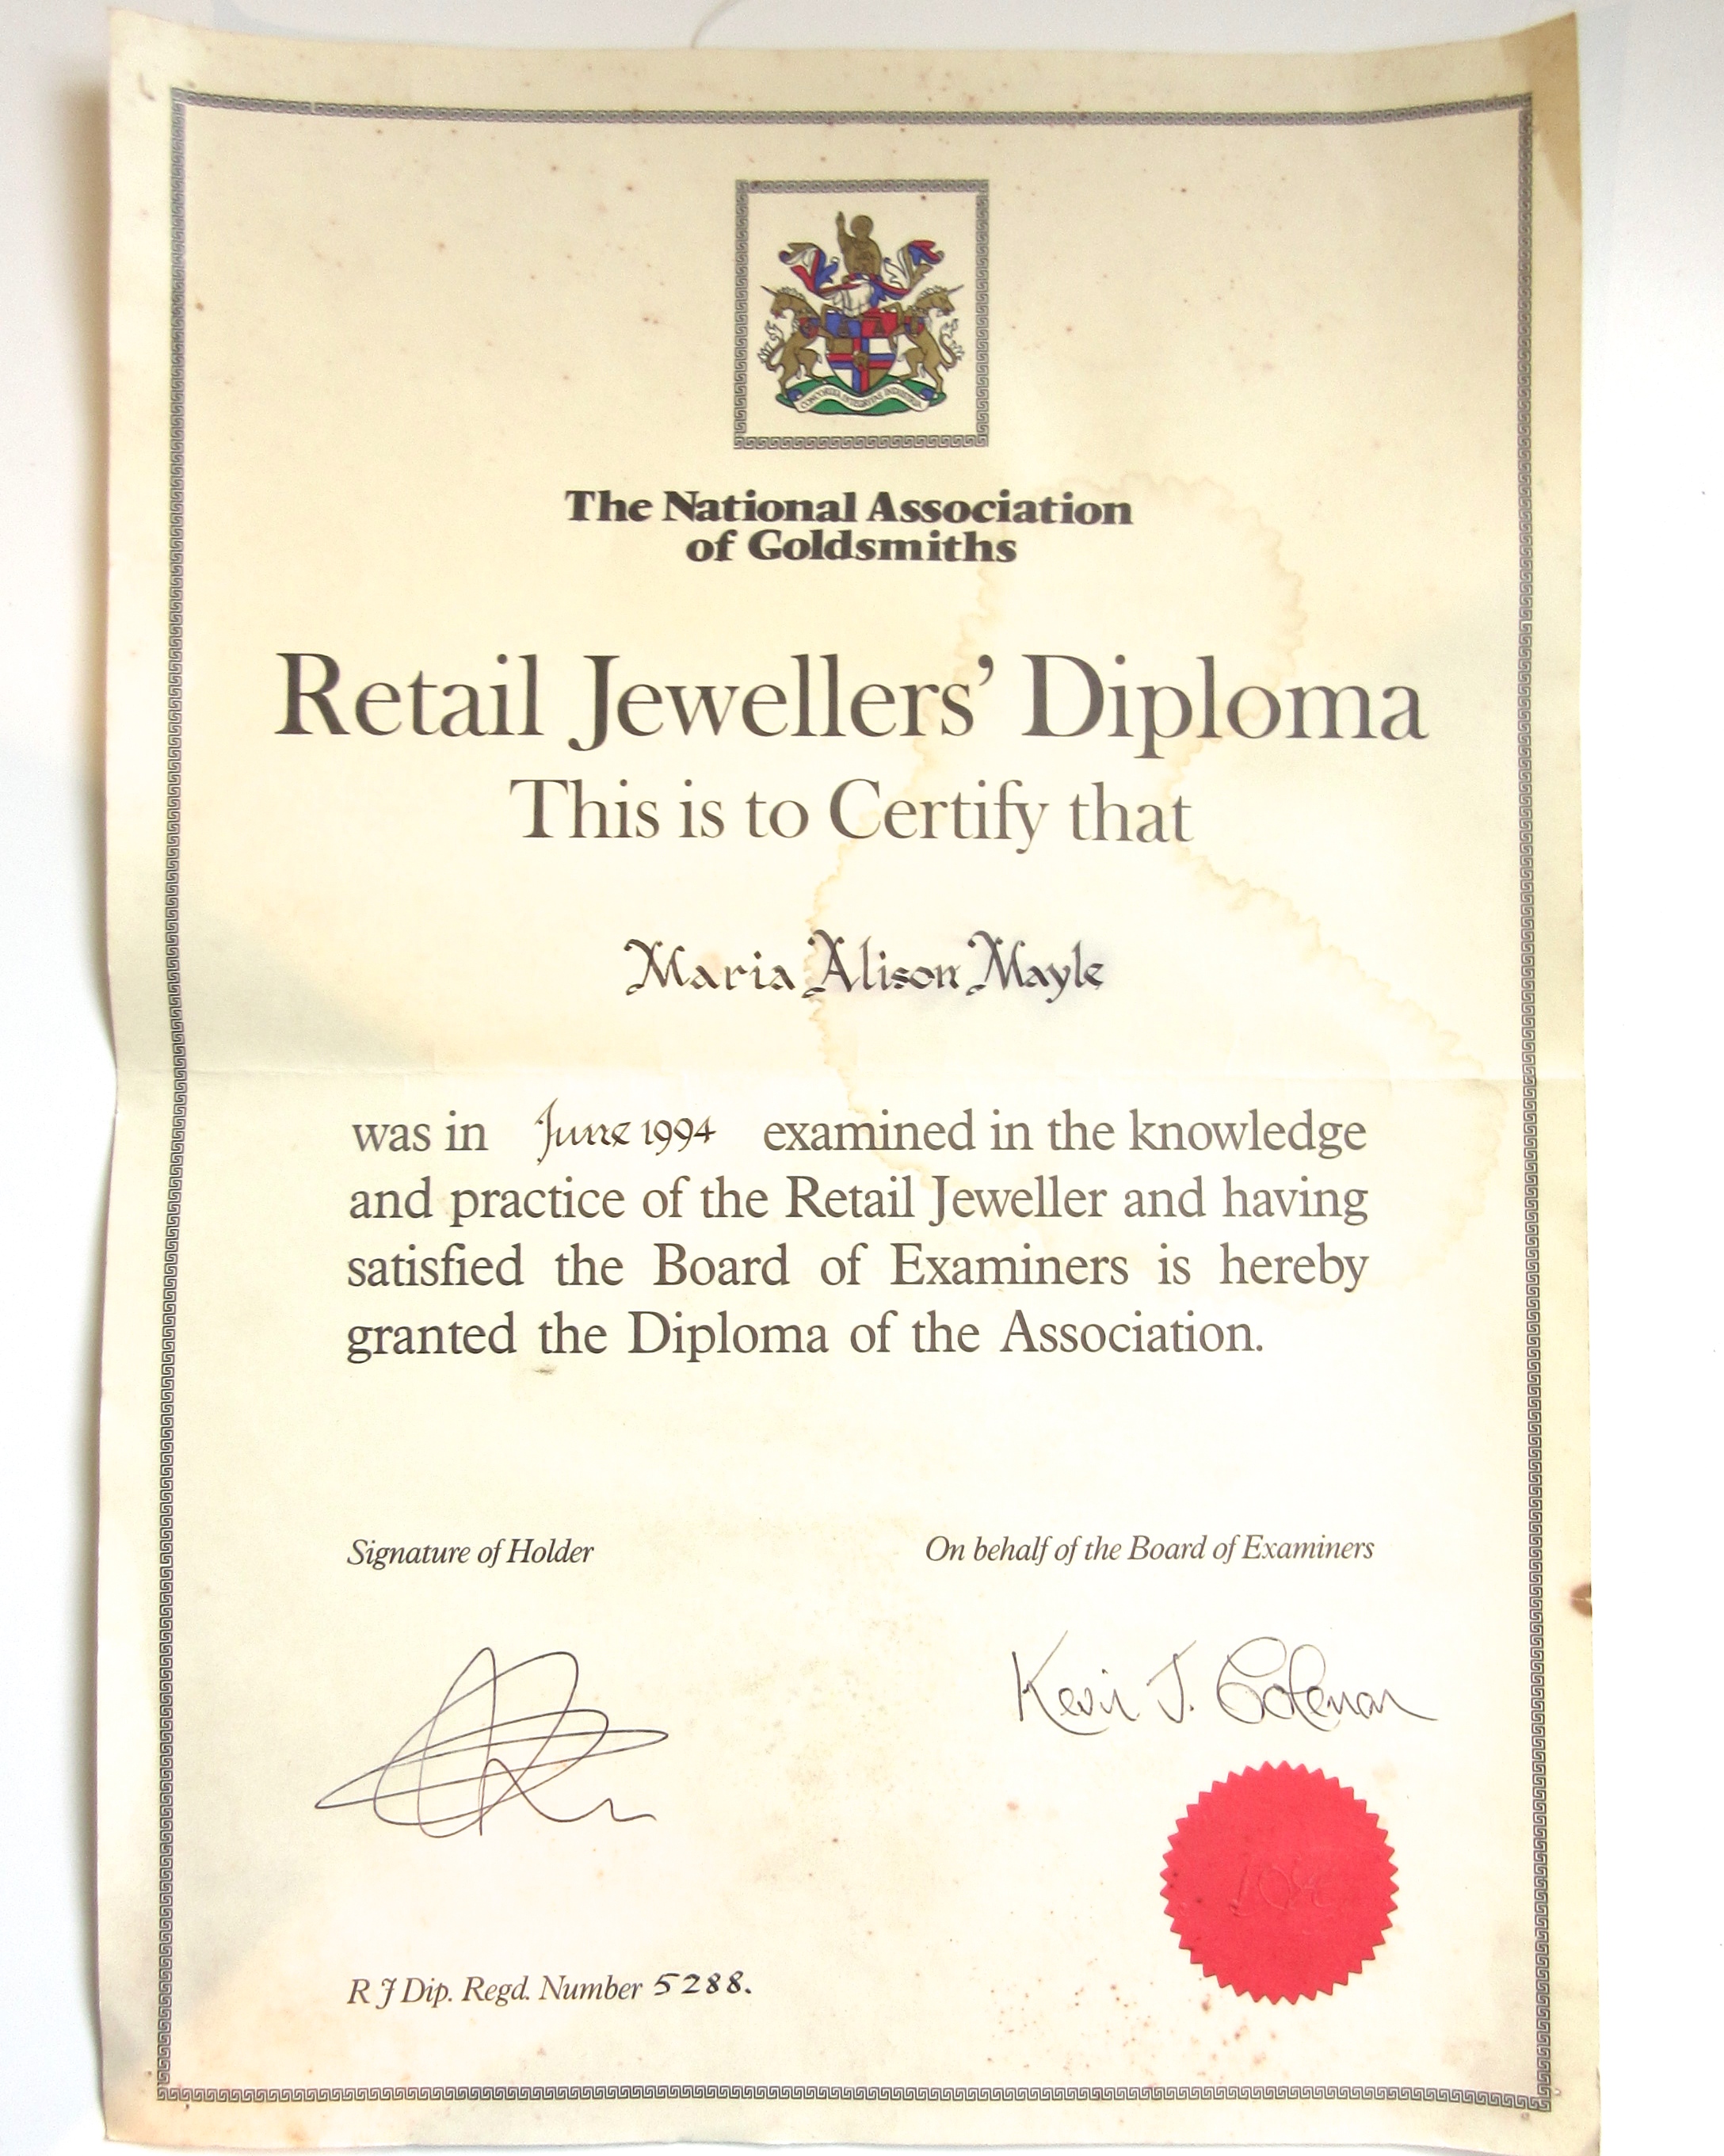 CONCORDIA INTEGRITAS INDUSTRIA
The National Association
of Goldsmiths
Retail Jewellers’ Diploma
This is to Certify that
Maria Alison Mayle
was in June 1994 examined in the knowledge
and practice of the Retail Jeweller and having
satisfied the Board of Examiners is hereby
granted the Diploma of the Association.
Signature of Holder On behalf of the Board of Examiners
Kevin J. Coleman
R J Dip. Regd. Number 5288.